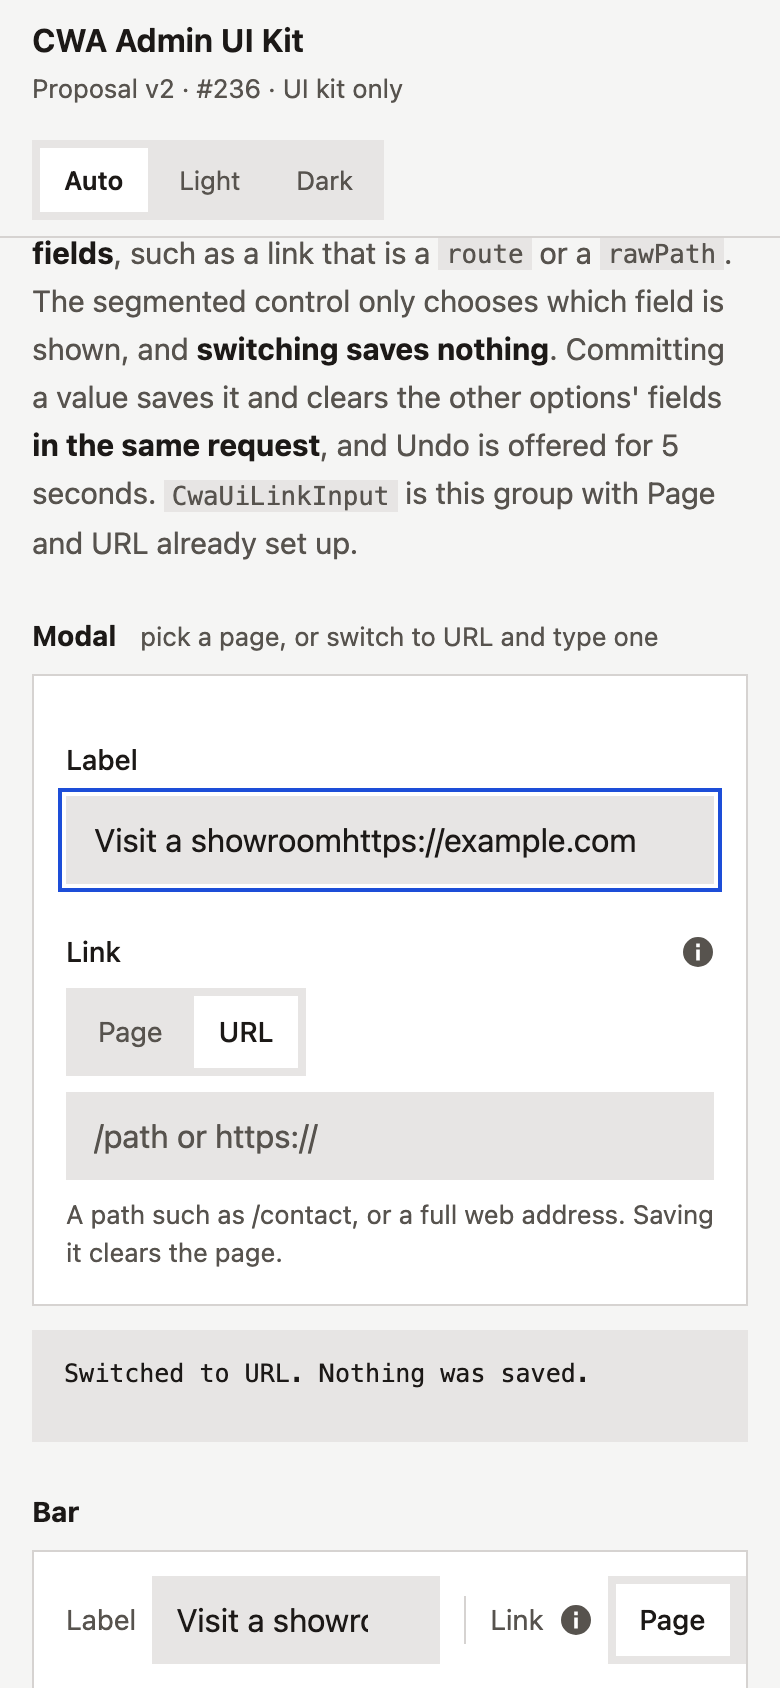 CWA Admin UI Kit
Proposal v2 · #236 · UI kit only
Auto Light Dark
fields, such as a link that is a route or a rawPath.
The segmented control only chooses which field is
shown, and switching saves nothing. Committing
a value saves it and clears the other options' fields
in the same request, and Undo is offered for 5
seconds. CwaUiLinkInput is this group with Page
and URL already set up.
Modal pick a page, or switch to URL and type one
Label
Visit a showroomhttps://example.com
Link
Page URL
/path or https://
A path such as /contact, or a full web address. Saving
it clears the page.
Switched to URL. Nothing was saved.
Bar
Label Visit a showro Link Page